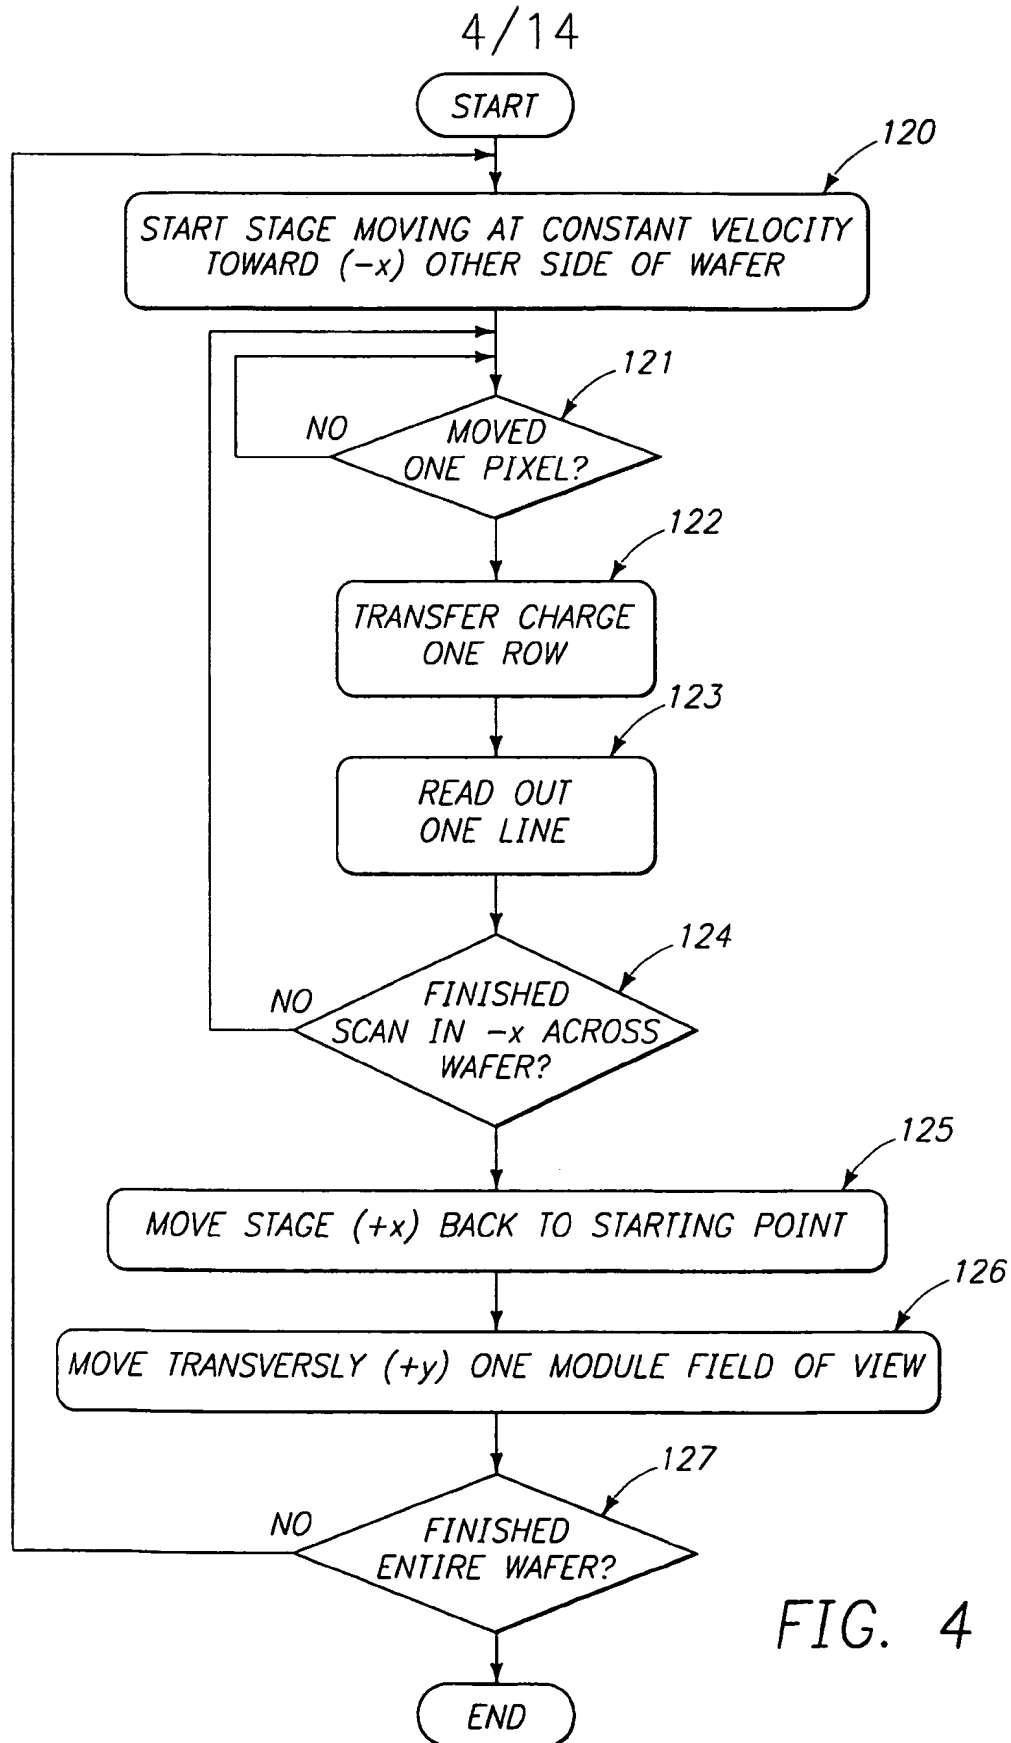 4/14
START
120
START STAGE MOVING AT CONSTANT VELOCITY
TOWARD (-x) OTHER SIDE OF WAFER
121
NO
MOVED
ONE PIXEL?
122
TRANSFER CHARGE
ONE ROW
123
READ OUT
ONE LINE
124
NO
FINISHED
SCAN IN -x ACROSS
WAFER?
125
MOVE STAGE (+x) BACK TO STARTING POINT
126
MOVE TRANSVERSLY (+y) ONE MODULE FIELD OF VIEW
127
NO
FINISHED
ENTIRE WAFER?
FIG. 4
END